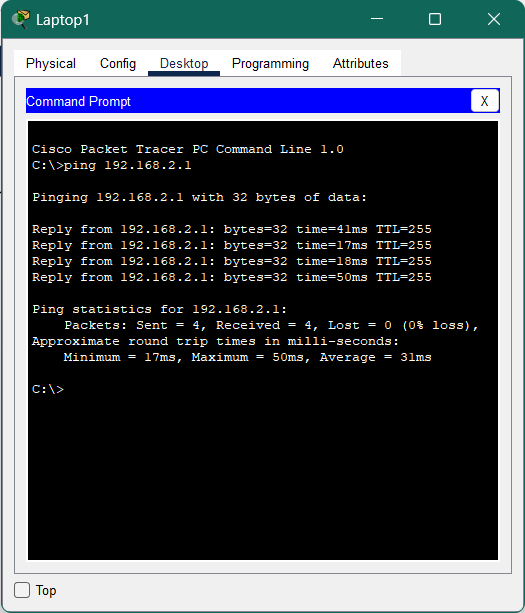 Laptop1
Physical Config Desktop Programming Attributes
Command Prompt X
Cisco Packet Tracer PC Command Line 1.0
C:\>ping 192.168.2.1
Pinging 192.168.2.1 with 32 bytes of data:
Reply from 192.168.2.1: bytes=32 time=41ms TTL=255
Reply from 192.168.2.1: bytes=32 time=17ms TTL=255
Reply from 192.168.2.1: bytes=32 time=18ms TTL=255
Reply from 192.168.2.1: bytes=32 time=50ms TTL=255
Ping statistics for 192.168.2.1:
Packets: Sent = 4, Received = 4, Lost = 0 (0% loss),
Approximate round trip times in milli-seconds:
Minimum = 17ms, Maximum = 50ms, Average = 31ms
C:\>
Top